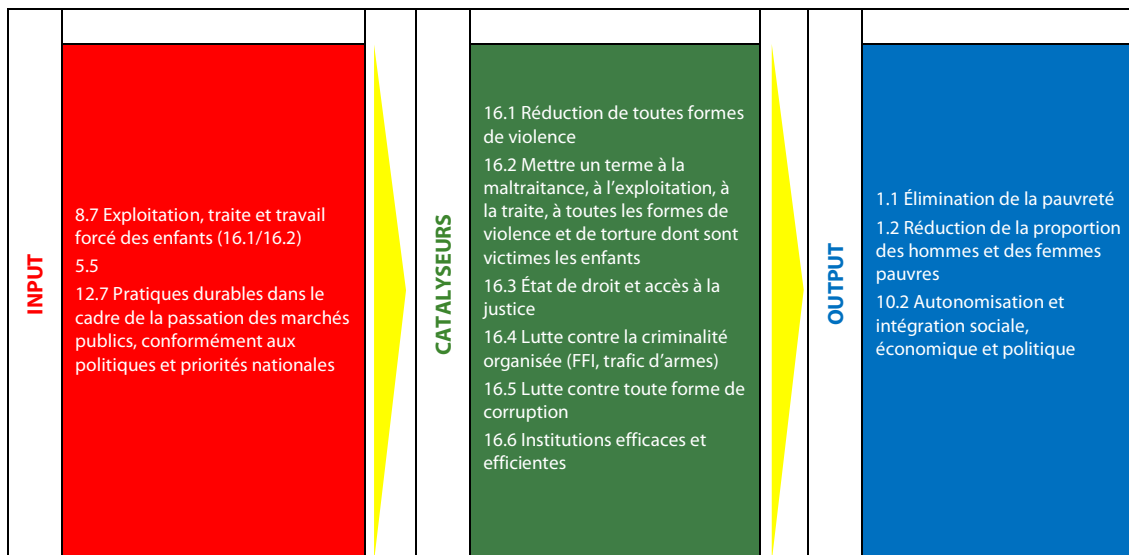 INPUT
8.7 Exploitation, traite et travail
forcé des enfants (16.1/16.2)
5.5
12.7 Pratiques durables dans le
cadre de la passation des marchés
publics, conformément aux
politiques et priorités nationales
CATALYSEURS
16.1 Réduction de toutes formes
de violence
16.2 Mettre un terme à la
maltraitance, à l’exploitation, à
la traite, à toutes les formes de
violence et de torture dont sont
victimes les enfants
16.3 État de droit et accès à la
justice
16.4 Lutte contre la criminalité
organisée (FFI, trafic d’armes)
16.5 Lutte contre toute forme de
corruption
16.6 Institutions efficaces et
efficientes
OUTPUT
1.1 Élimination de la pauvreté
1.2 Réduction de la proportion
des hommes et des femmes
pauvres
10.2 Autonomisation et
intégration sociale,
économique et politique